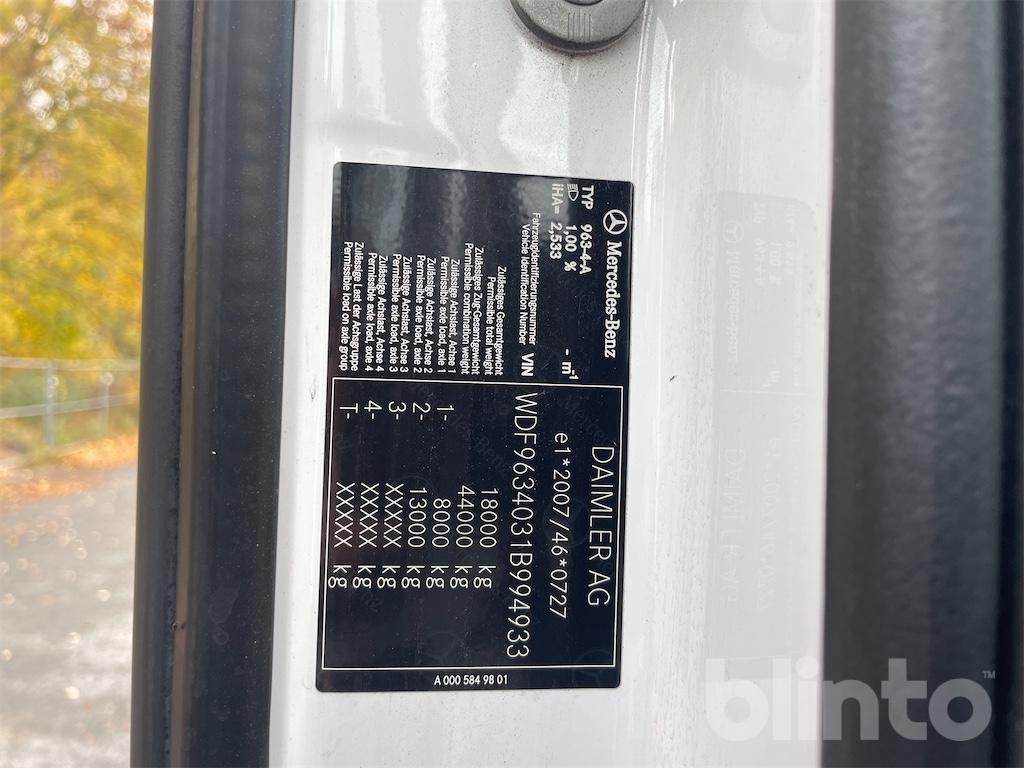 Mercedes-Benz
TYP 963-4-A
1,00 % - m⁻¹
iHA= 2,533
Fahrzeugidentifizierungsnummer
Vehicle Identification Number VIN
Zulässiges Gesamtgewicht
Permissible total weight
Zulässiges Zug-Gesamtgewicht
Permissible combination weight
Zulässige Achslast, Achse 1
Permissible axle load, axle 1
Zulässige Achslast, Achse 2
Permissible axle load, axle 2
Zulässige Achslast, Achse 3
Permissible axle load, axle 3
Zulässige Achslast, Achse 4
Permissible axle load, axle 4
Zulässige Last der Achsgruppe
Permissible load on axle group
DAIMLER AG
e1*2007/46*0727
WDF9634031B994933
18000 kg
44000 kg
1- 8000 kg
2- 13000 kg
3- XXXXX kg
4- XXXXX kg
T- XXXXX kg
A 000 584 98 01
blinto™